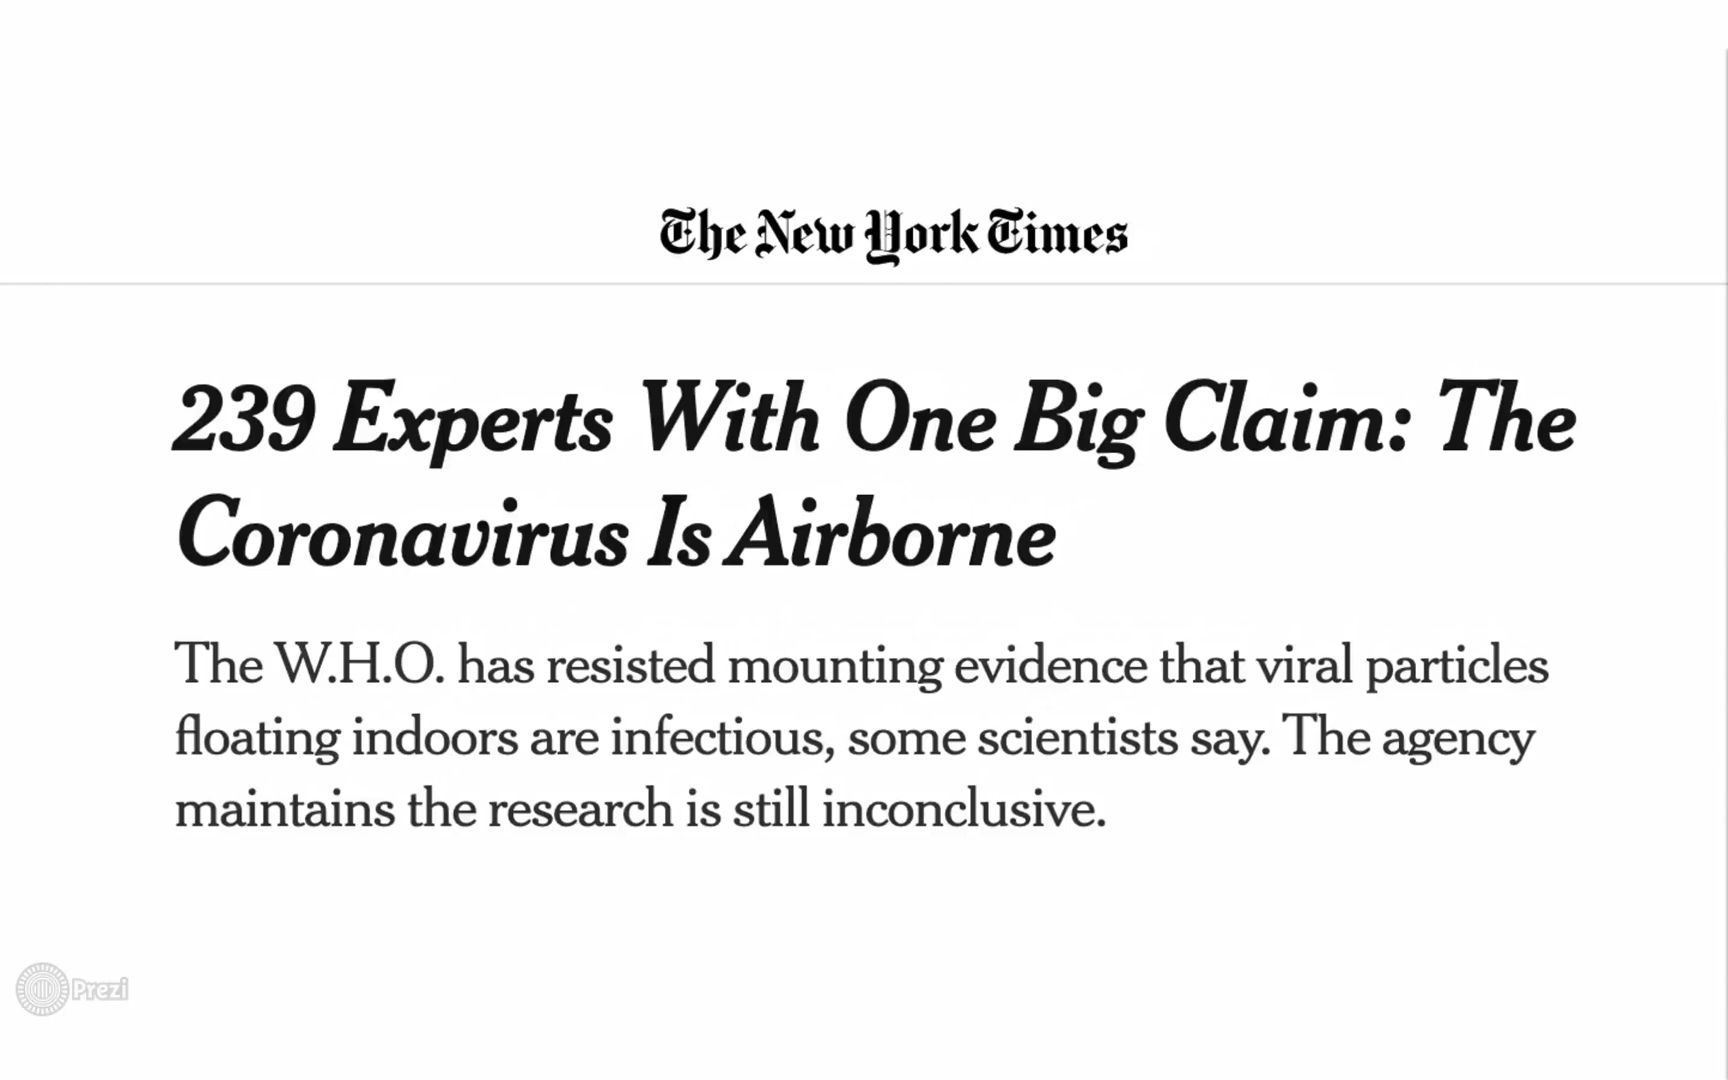 The New York Times
239 Experts With One Big Claim: The
Coronavirus Is Airborne
The W.H.O. has resisted mounting evidence that viral particles
floating indoors are infectious, some scientists say. The agency
maintains the research is still inconclusive.
Prezi